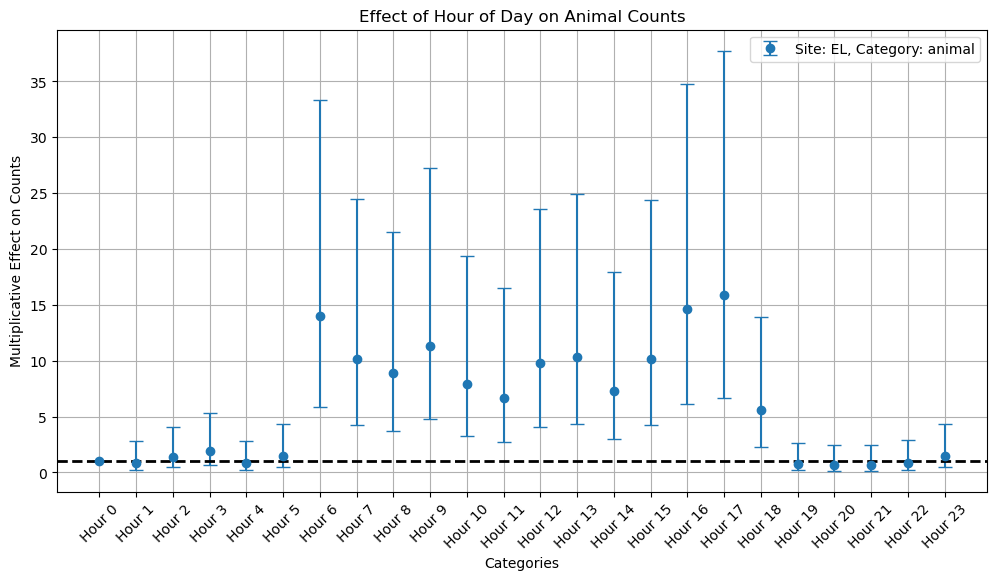 Effect of Hour of Day on Animal Counts
Site: EL, Category: animal
Multiplicative Effect on Counts
35
30
25
20
15
10
5
0
Hour 0
Hour 1
Hour 2
Hour 3
Hour 4
Hour 5
Hour 6
Hour 7
Hour 8
Hour 9
Hour 10
Hour 11
Hour 12
Hour 13
Hour 14
Hour 15
Hour 16
Hour 17
Hour 18
Hour 19
Hour 20
Hour 21
Hour 22
Hour 23
Categories